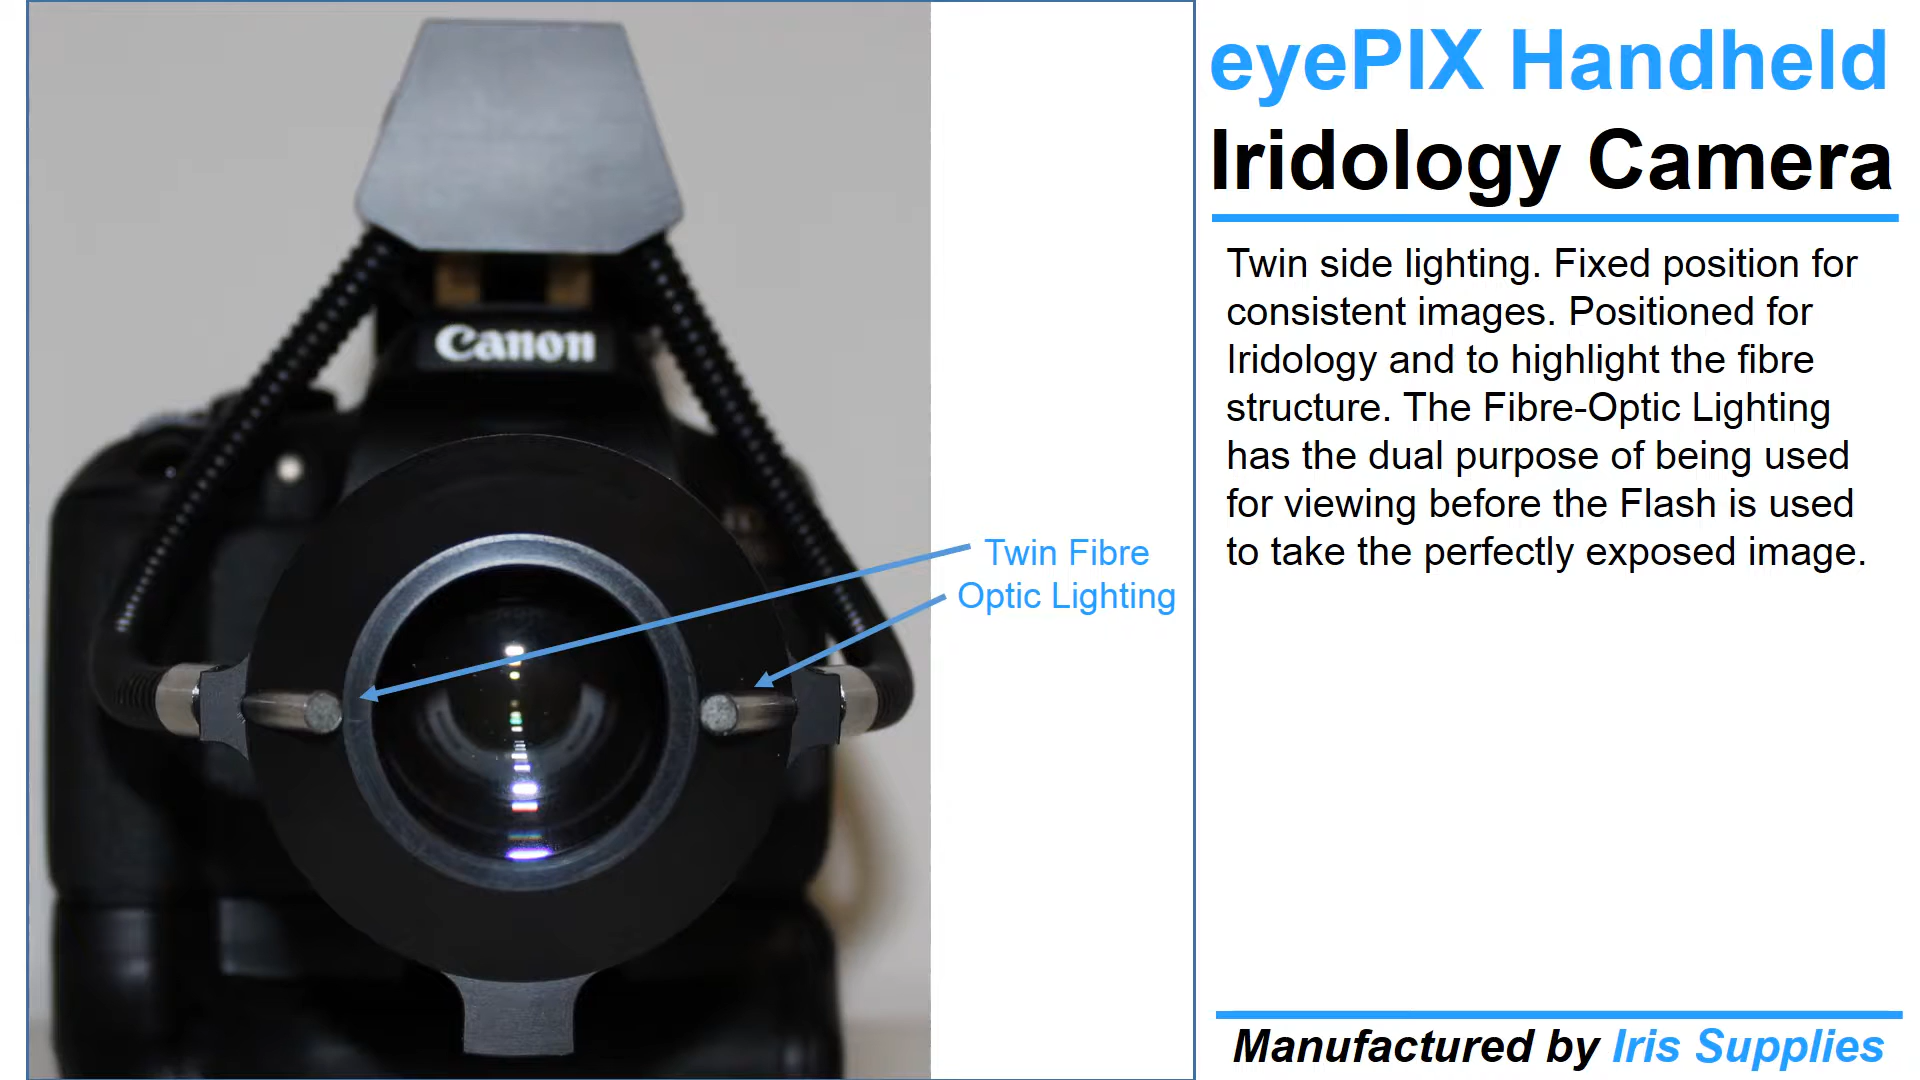 eyePIX Handheld
Iridology Camera
Twin side lighting. Fixed position for
consistent images. Positioned for
Iridology and to highlight the fibre
structure. The Fibre-Optic Lighting
has the dual purpose of being used
for viewing before the Flash is used
to take the perfectly exposed image.
Canon
Twin Fibre
Optic Lighting
Manufactured by Iris Supplies